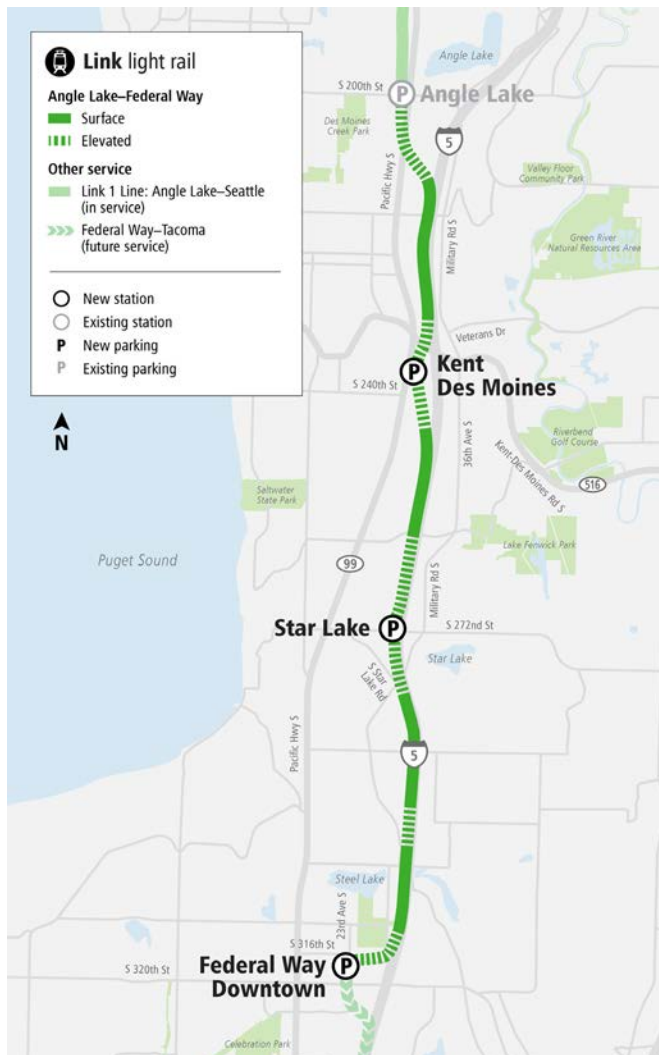 Link light rail
Angle Lake–Federal Way
Surface
Elevated
Other service
Link 1 Line: Angle Lake–Seattle
(in service)
Federal Way–Tacoma
(future service)
New station
Existing station
P New parking
P Existing parking
N
Angle Lake
S 200th St
P Angle Lake
Des Moines
Creek Park
Pacific Hwy S
5
Military Rd S
Valley Floor
Community Park
Green River
Natural Resources Area
Veterans Dr
P Kent
Des Moines
S 240th St
36th Ave S
Riverbend
Golf Course
Kent-Des Moines Rd S
516
Saltwater
State Park
Puget Sound
99
Lake Fenwick Park
Military Rd S
Star Lake P
S 272nd St
Star Lake
S Star
Lake Rd
Pacific Hwy S
5
Steel Lake
23rd Ave S
S 316th St
Federal Way
Downtown
P
S 320th St
Celebration Park